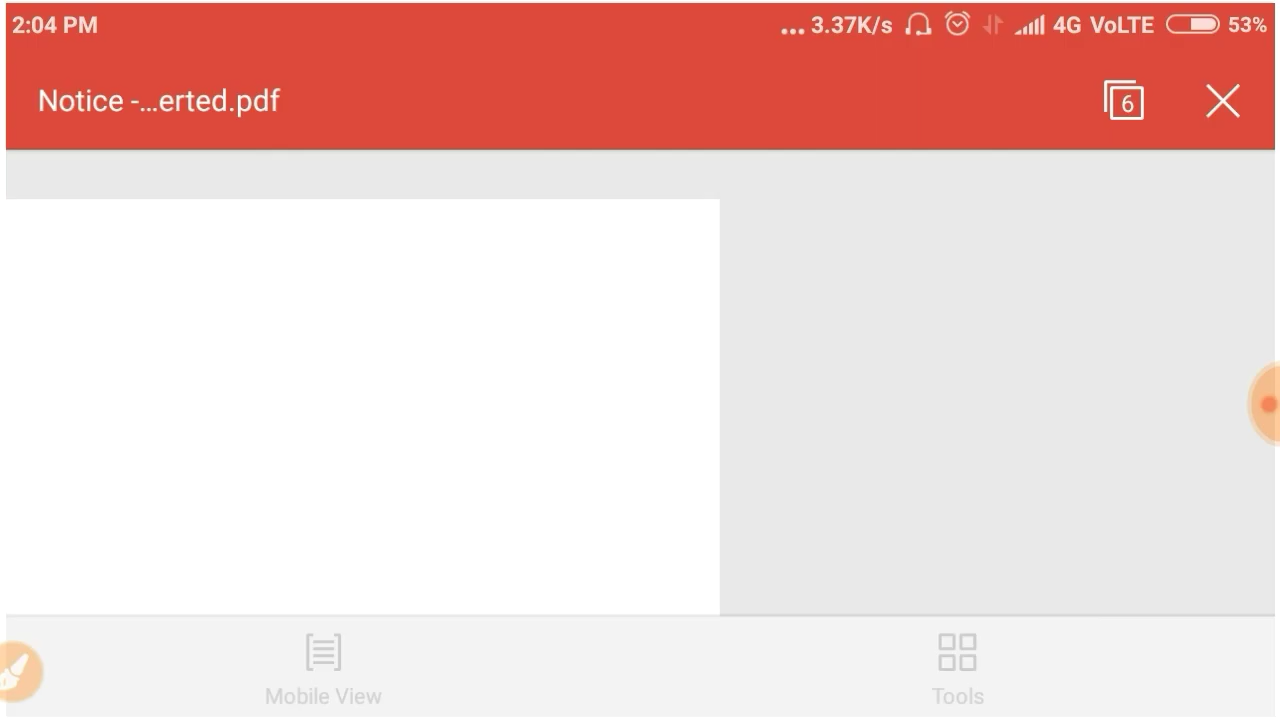 2:04 PM ... 3.37K/s 4G VoLTE 53%
Notice -...erted.pdf 6
Mobile View Tools